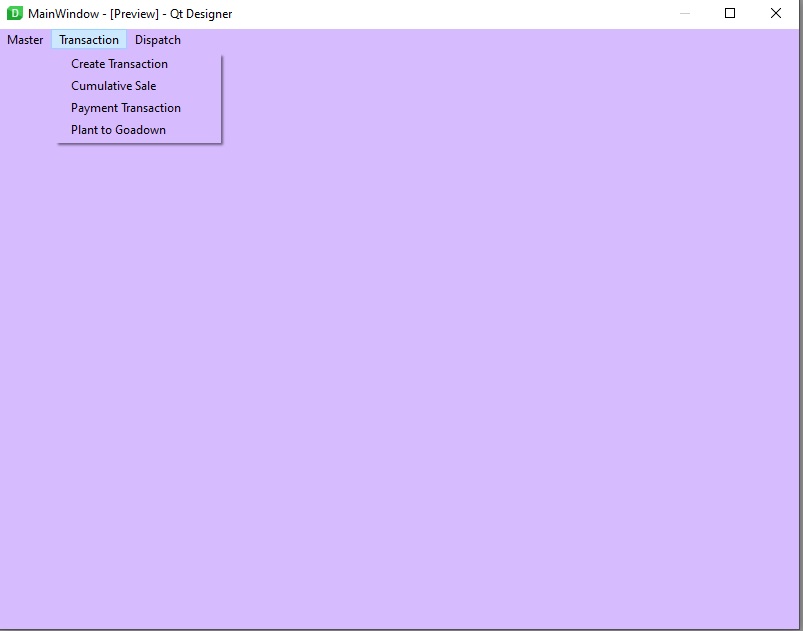 MainWindow - [Preview] - Qt Designer
Master Transaction Dispatch
Create Transaction
Cumulative Sale
Payment Transaction
Plant to Goadown